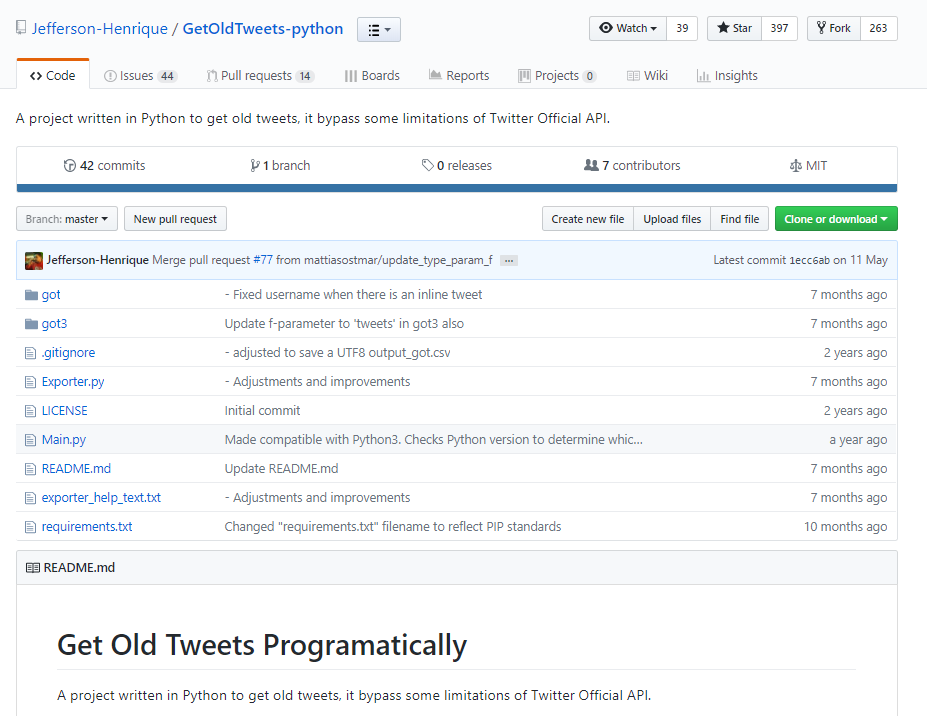 Jefferson-Henrique / GetOldTweets-python
Watch 39 Star 397 Fork 263
Code Issues 44 Pull requests 14 Boards Reports Projects 0 Wiki Insights
A project written in Python to get old tweets, it bypass some limitations of Twitter Official API.
42 commits 1 branch 0 releases 7 contributors MIT
Branch: master New pull request Create new file Upload files Find file Clone or download
Jefferson-Henrique Merge pull request #77 from mattiasostmar/update_type_param_f ... Latest commit 1ecc6ab on 11 May
got - Fixed username when there is an inline tweet 7 months ago
got3 Update f-parameter to 'tweets' in got3 also 7 months ago
.gitignore - adjusted to save a UTF8 output_got.csv 2 years ago
Exporter.py - Adjustments and improvements 7 months ago
LICENSE Initial commit 2 years ago
Main.py Made compatible with Python3. Checks Python version to determine whic... a year ago
README.md Update README.md 7 months ago
exporter_help_text.txt - Adjustments and improvements 7 months ago
requirements.txt Changed "requirements.txt" filename to reflect PIP standards 10 months ago
README.md
Get Old Tweets Programatically
A project written in Python to get old tweets, it bypass some limitations of Twitter Official API.